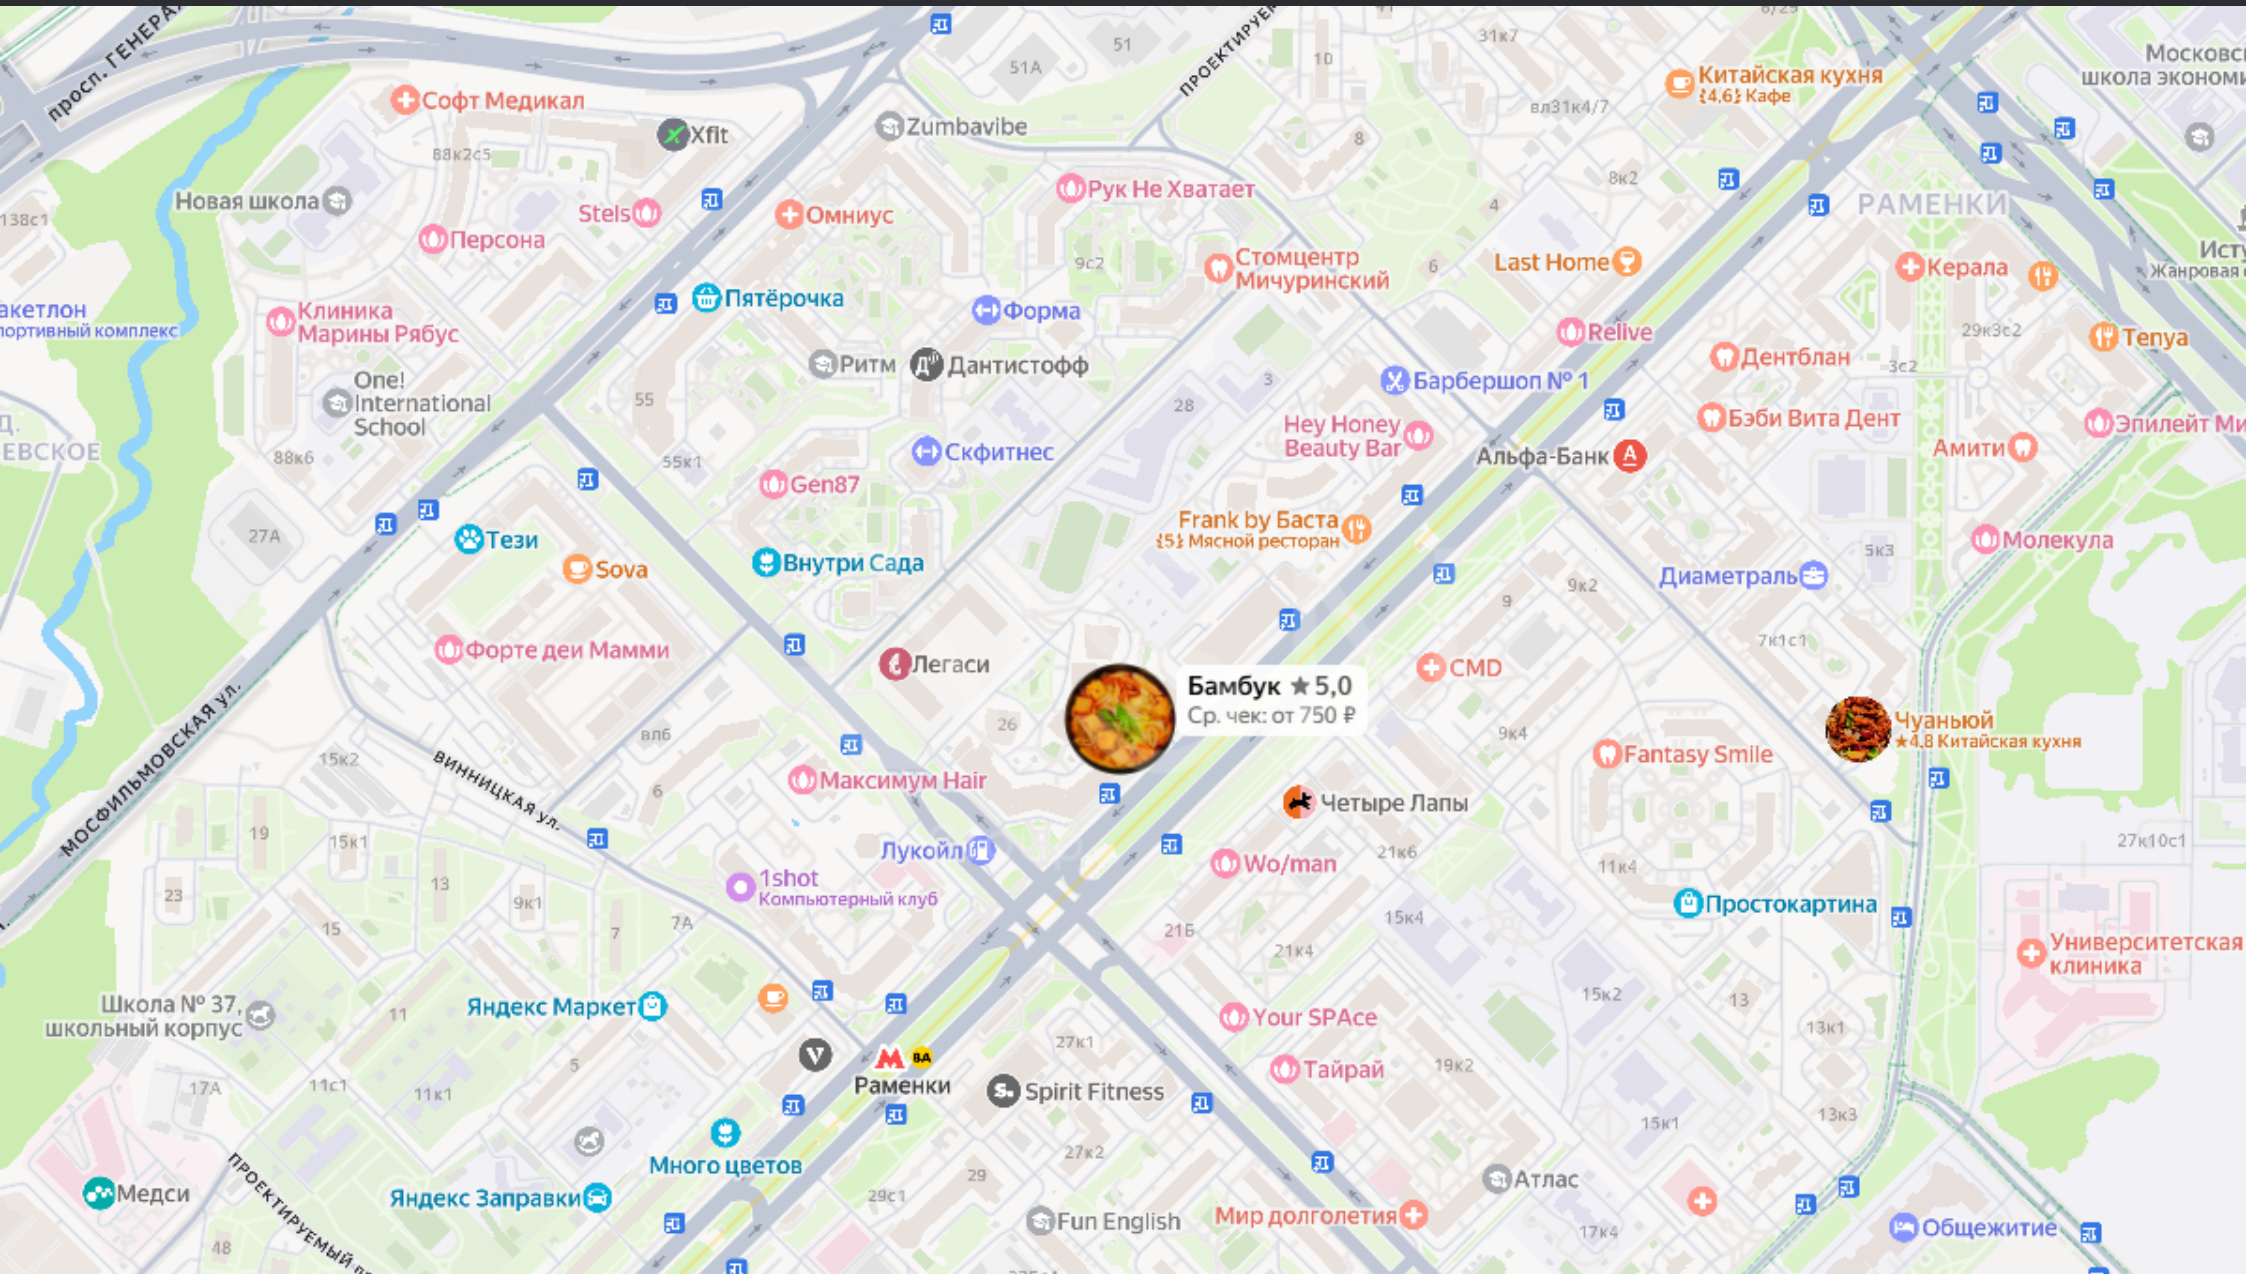 просп. ГЕНЕРА
ПРОЕКТИРУЕ
51
51А
10
31к7
8/29
Китайская кухня
4,6 Кафе
Московс
школа эконом
Софт Медикал
Xfit
Zumbavibe
вл31к4/7
88к2с5
8
8к2
Новая школа
138с1
Stels
Омниус
Рук Не Хватает
4
РАМЕНКИ
Персона
9с2
Стомцентр
Мичуринский
6
Last Home
Керала
Жанровая
Пятёрочка
Форма
акетлон
портивный комплекс
Клиника
Марины Рябус
Relive
29к3с2
Tenya
Ритм
Дантистофф
3
Барбершоп № 1
Дентблан
3с2
One!
International
School
55
28
Hey Honey
Beauty Bar
Бэби Вита Дент
Эпилейт Ми
ЕВСКОЕ
88к6
55к1
Скфитнес
Альфа-Банк
Амити
Gen87
27А
Тези
Frank by Баста
5 Мясной ресторан
Молекула
5к3
Sova
Внутри Сада
9к2
Диаметраль
9
7к1с1
Форте деи Мамми
Легаси
CMD
Бамбук ★ 5,0
Ср. чек: от 750 ₽
МОСФИЛЬМОВСКАЯ ул.
вл6
26
9к4
Чуаньюй
★4.8 Китайская кухня
15к2
ВИННИЦКАЯ ул.
Максимум Hair
Fantasy Smile
6
Четыре Лапы
19
15к1
Лукойл
Wo/man
21к6
11к4
27к10с1
23
13
9к1
1shot
Компьютерный клуб
Простокартина
15
7
7А
21Б
21к4
15к4
Университетская
клиника
Школа № 37,
школьный корпус
Яндекс Маркет
11
Your SPAce
15к2
13
13к1
27к1
5
Раменки
8А
Тайрай
19к2
17А
11с1
11к1
Spirit Fitness
13к3
15к1
Много цветов
27к2
Медси
ПРОЕКТИРУЕМЫЙ
Яндекс Заправки
29
29с1
Атлас
Fun English
Мир долголетия
17к4
Общежитие
48